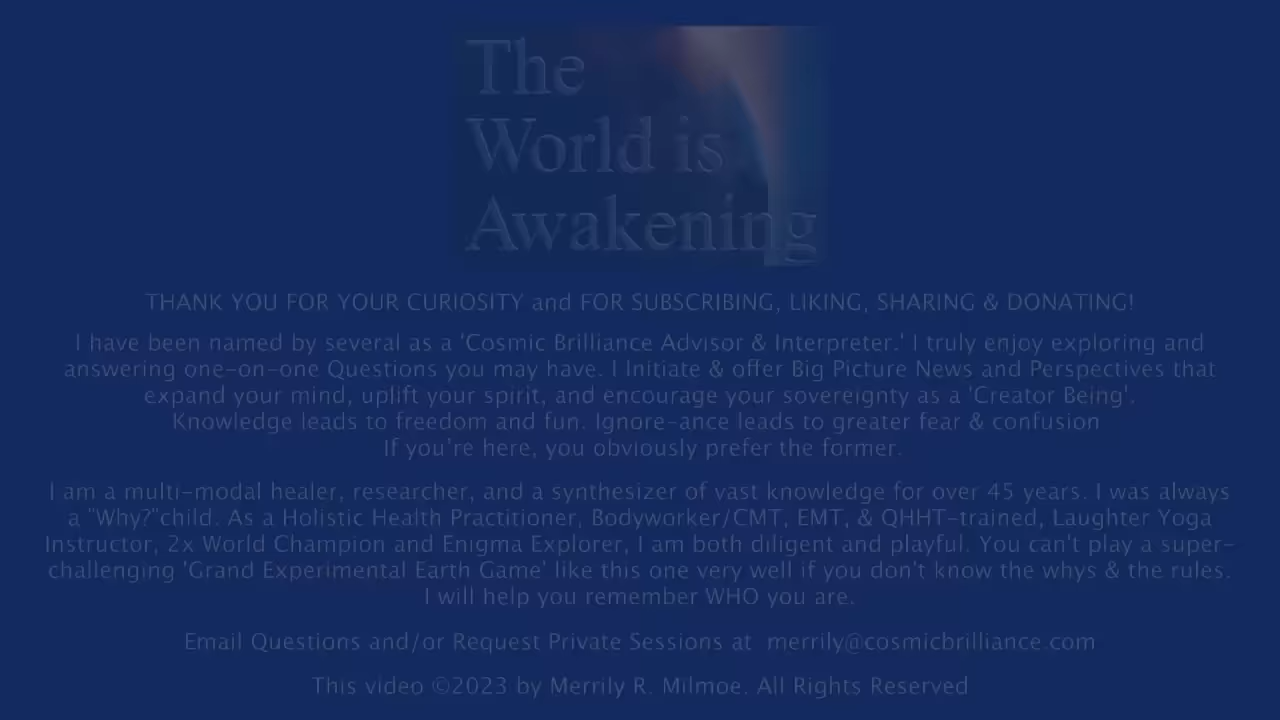 The
World is
Awakening
THANK YOU FOR YOUR CURIOSITY and FOR SUBSCRIBING, LIKING, SHARING & DONATING!
I have been named by several as a 'Cosmic Brilliance Advisor & Interpreter.' I truly enjoy exploring and
answering one-on-one Questions you may have. I Initiate & offer Big Picture News and Perspectives that
expand your mind, uplift your spirit, and encourage your sovereignty as a 'Creator Being'.
Knowledge leads to freedom and fun. Ignore-ance leads to greater fear & confusion
If you're here, you obviously prefer the former.
I am a multi-modal healer, researcher, and a synthesizer of vast knowledge for over 45 years. I was always
a "Why?"child. As a Holistic Health Practitioner, Bodyworker/CMT, EMT, & QHHT-trained, Laughter Yoga
Instructor, 2x World Champion and Enigma Explorer, I am both diligent and playful. You can't play a super-
challenging 'Grand Experimental Earth Game' like this one very well if you don't know the whys & the rules.
I will help you remember WHO you are.
Email Questions and/or Request Private Sessions at merrily@cosmicbrilliance.com
This video ©2023 by Merrily R. Milmoe. All Rights Reserved